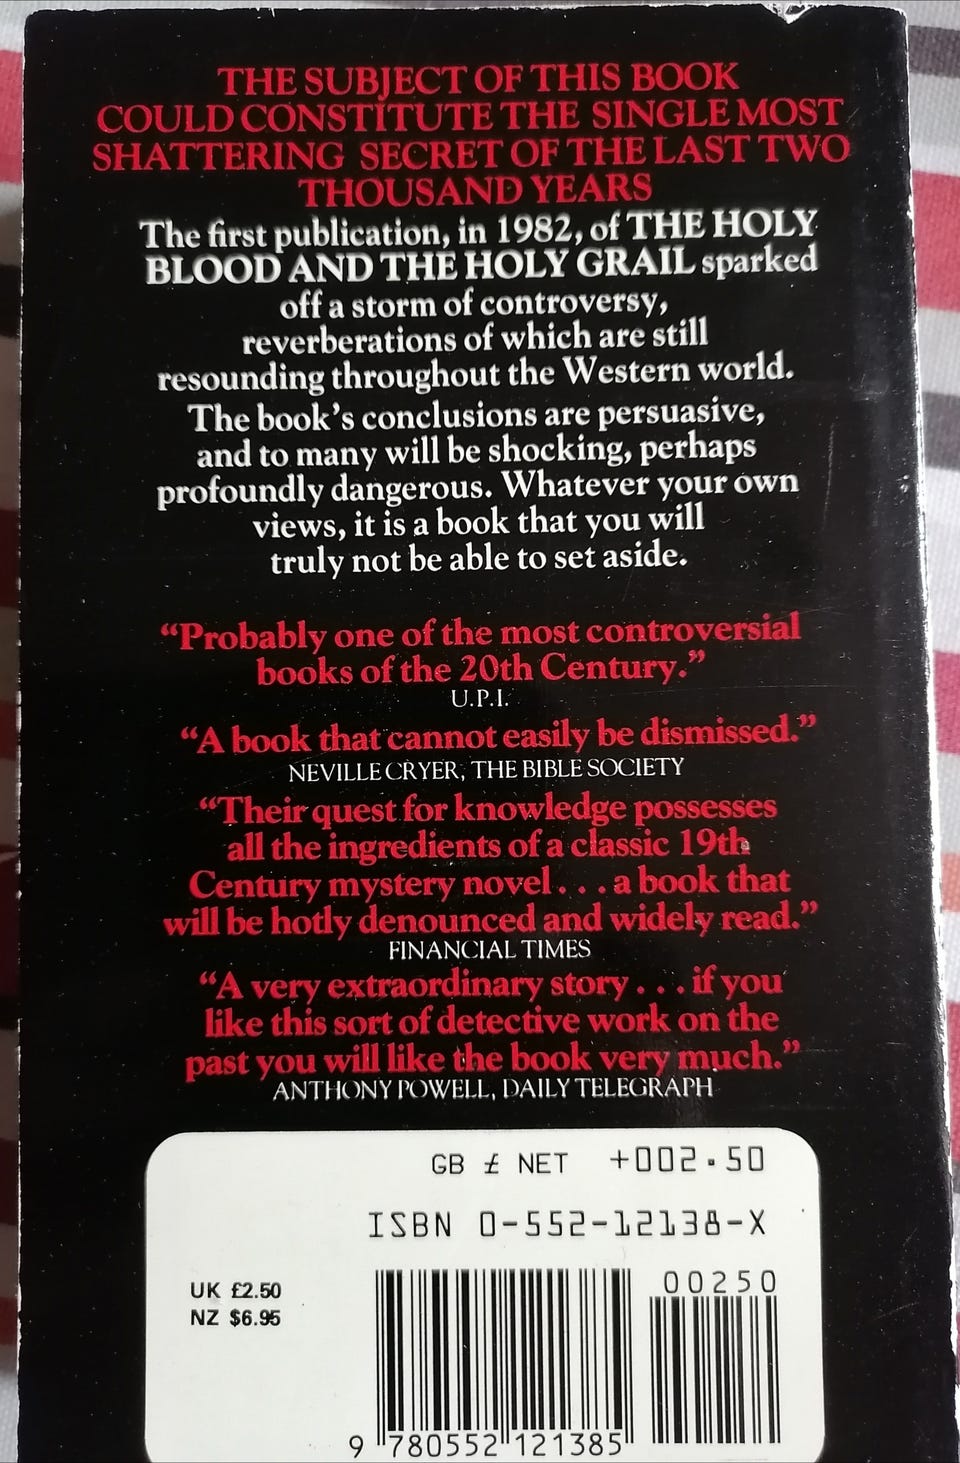 THE SUBJECT OF THIS BOOK
COULD CONSTITUTE THE SINGLE MOST
SHATTERING SECRET OF THE LAST TWO
THOUSAND YEARS
The first publication, in 1982, of THE HOLY
BLOOD AND THE HOLY GRAIL sparked
off a storm of controversy,
reverberations of which are still
resounding throughout the Western world.
The book's conclusions are persuasive,
and to many will be shocking, perhaps
profoundly dangerous. Whatever your own
views, it is a book that you will
truly not be able to set aside.
“Probably one of the most controversial
books of the 20th Century.”
U.P.I.
“A book that cannot easily be dismissed.”
NEVILLE CRYER, THE BIBLE SOCIETY
“Their quest for knowledge possesses
all the ingredients of a classic 19th
Century mystery novel . . . a book that
will be hotly denounced and widely read.”
FINANCIAL TIMES
“A very extraordinary story . . . if you
like this sort of detective work on the
past you will like the book very much.”
ANTHONY POWELL, DAILY TELEGRAPH
GB £ NET +002.50
ISBN 0-552-12138-X
00250
UK £2.50
NZ $6.95
9 780552 121385